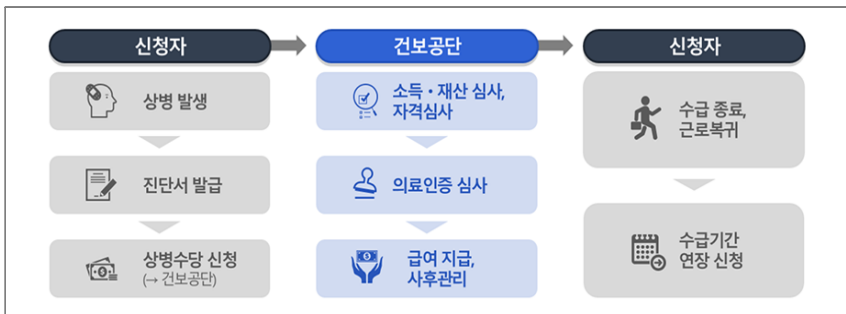 신청자
상병 발생
진단서 발급
상병수당 신청
(→ 건보공단)
건보공단
소득·재산 심사,
자격심사
의료인증 심사
급여 지급,
사후관리
신청자
수급 종료,
근로복귀
수급기간
연장 신청